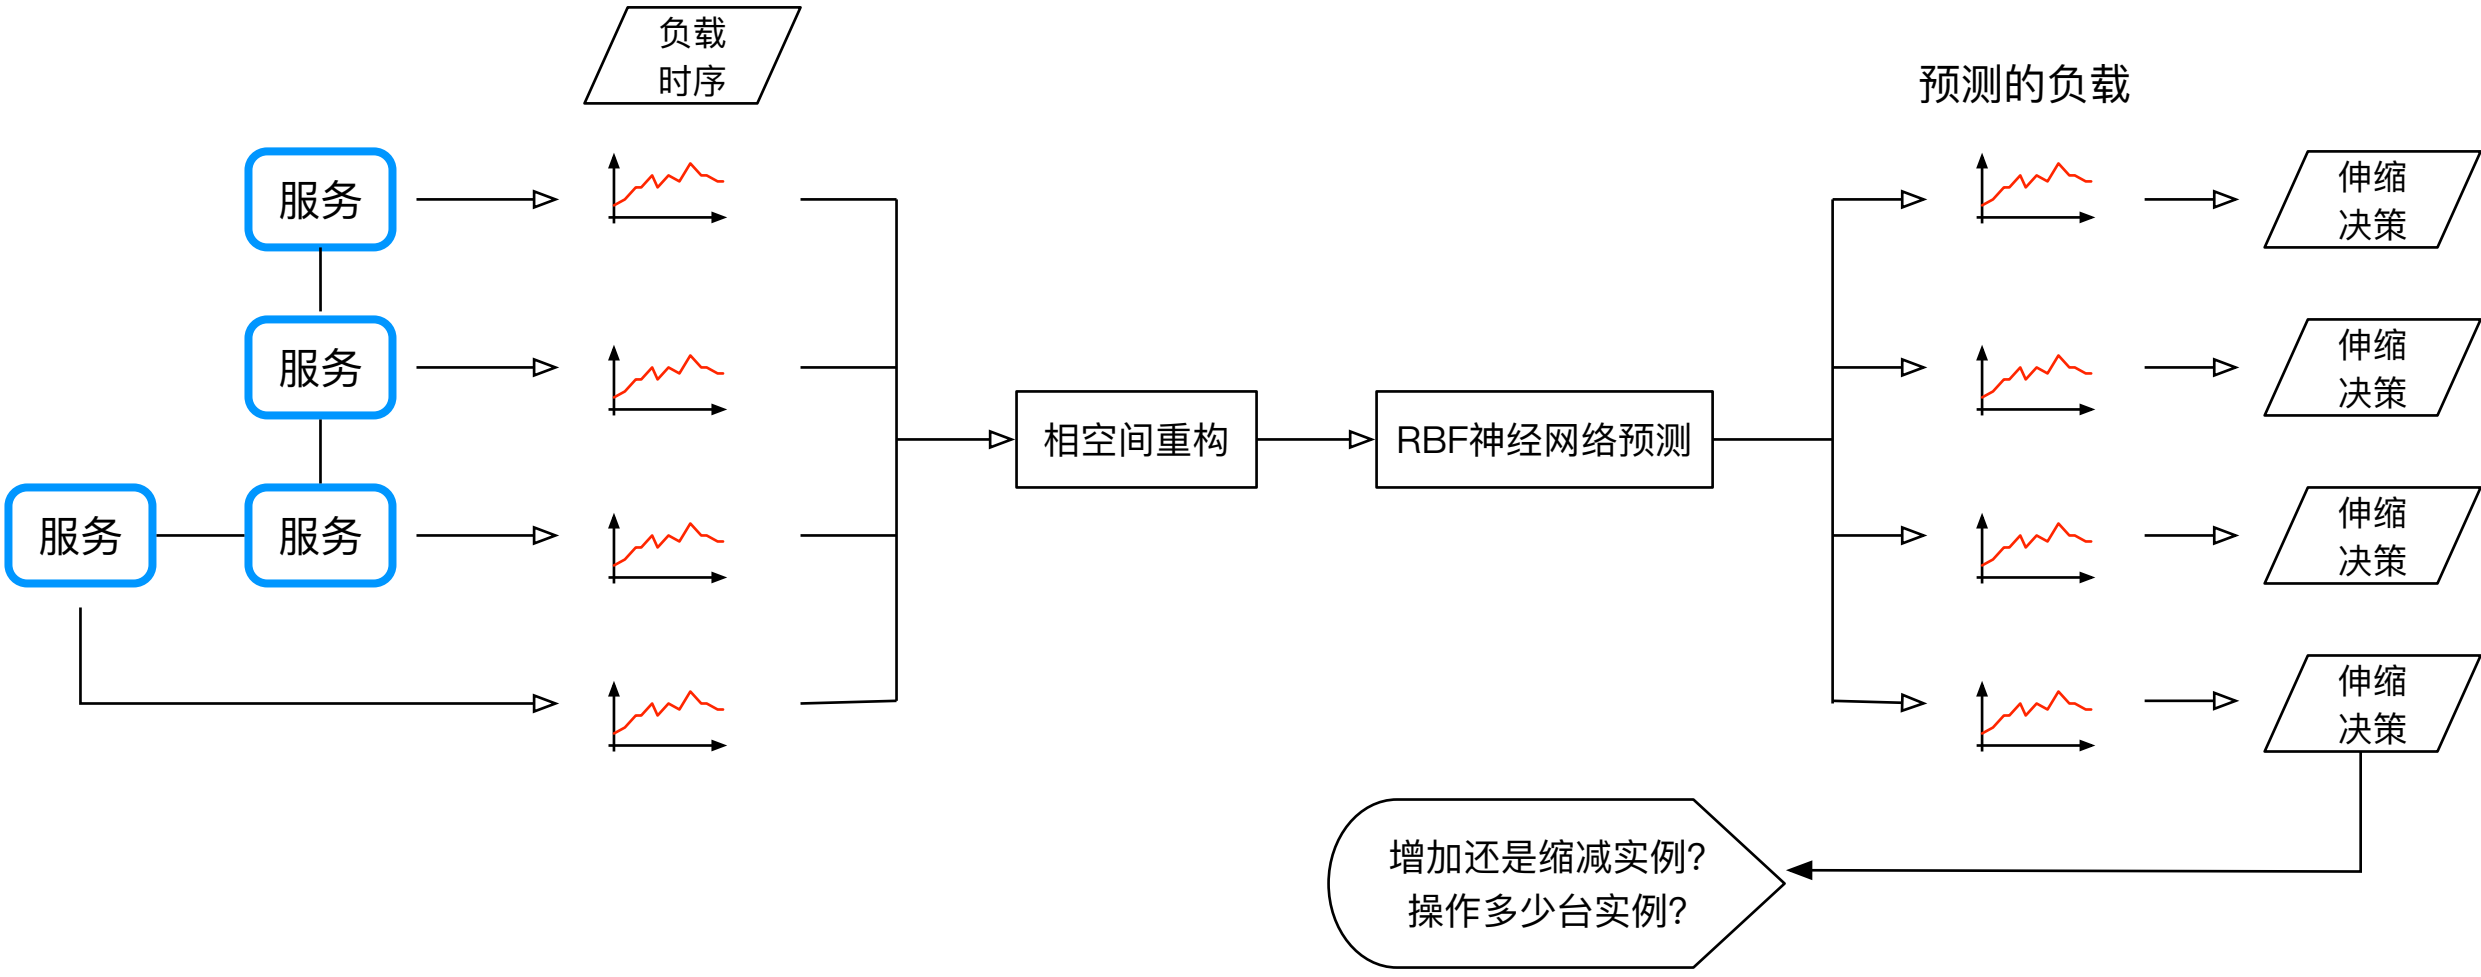 负载
时序
预测的负载
服务
伸缩
决策
服务
伸缩
决策
相空间重构
RBF神经网络预测
服务
服务
伸缩
决策
伸缩
决策
增加还是缩减实例?
操作多少台实例?